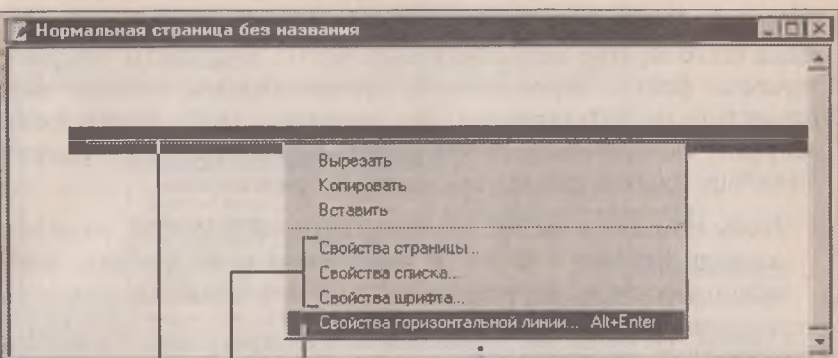 Нормальная страница без названия
Вырезать
Копировать
Вставить
Свойства страницы...
Свойства списка...
Свойства шрифта...
Свойства горизонтальной линии... Alt+Enter